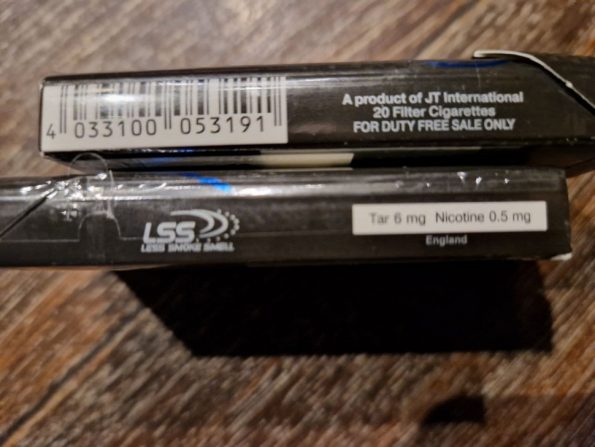 4 033100 053191
A product of JT International
20 Filter Cigarettes
FOR DUTY FREE SALE ONLY
LSS
LESS SMOKE SMELL
Tar 6 mg Nicotine 0.5 mg
England